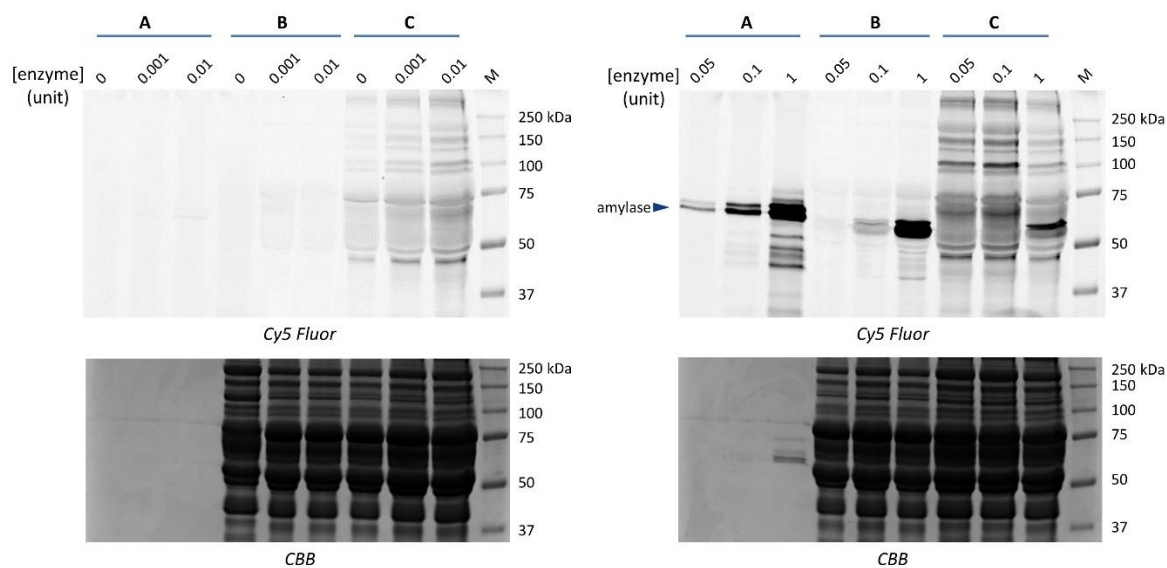 A B C
[enzyme] 0 0.001 0.01 0 0.001 0.01 0 0.001 0.01 M
(unit)
250 kDa
150
100
75
50
37
Cy5 Fluor
250 kDa
150
100
75
50
37
CBB
A B C
[enzyme] 0.05 0.1 1 0.05 0.1 1 0.05 0.1 1 M
(unit)
250 kDa
150
100
75
amylase
50
37
Cy5 Fluor
250 kDa
150
100
75
50
37
CBB